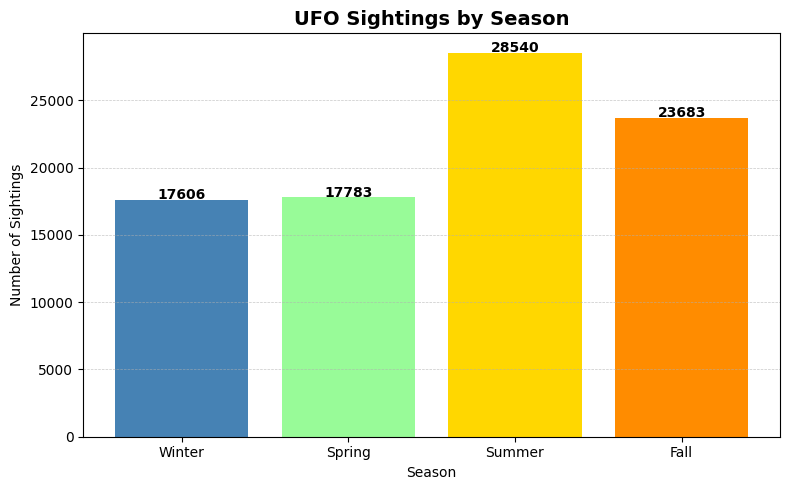 UFO Sightings by Season
Number of Sightings
25000
20000
15000
10000
5000
0
17606
17783
28540
23683
Winter
Spring
Summer
Fall
Season